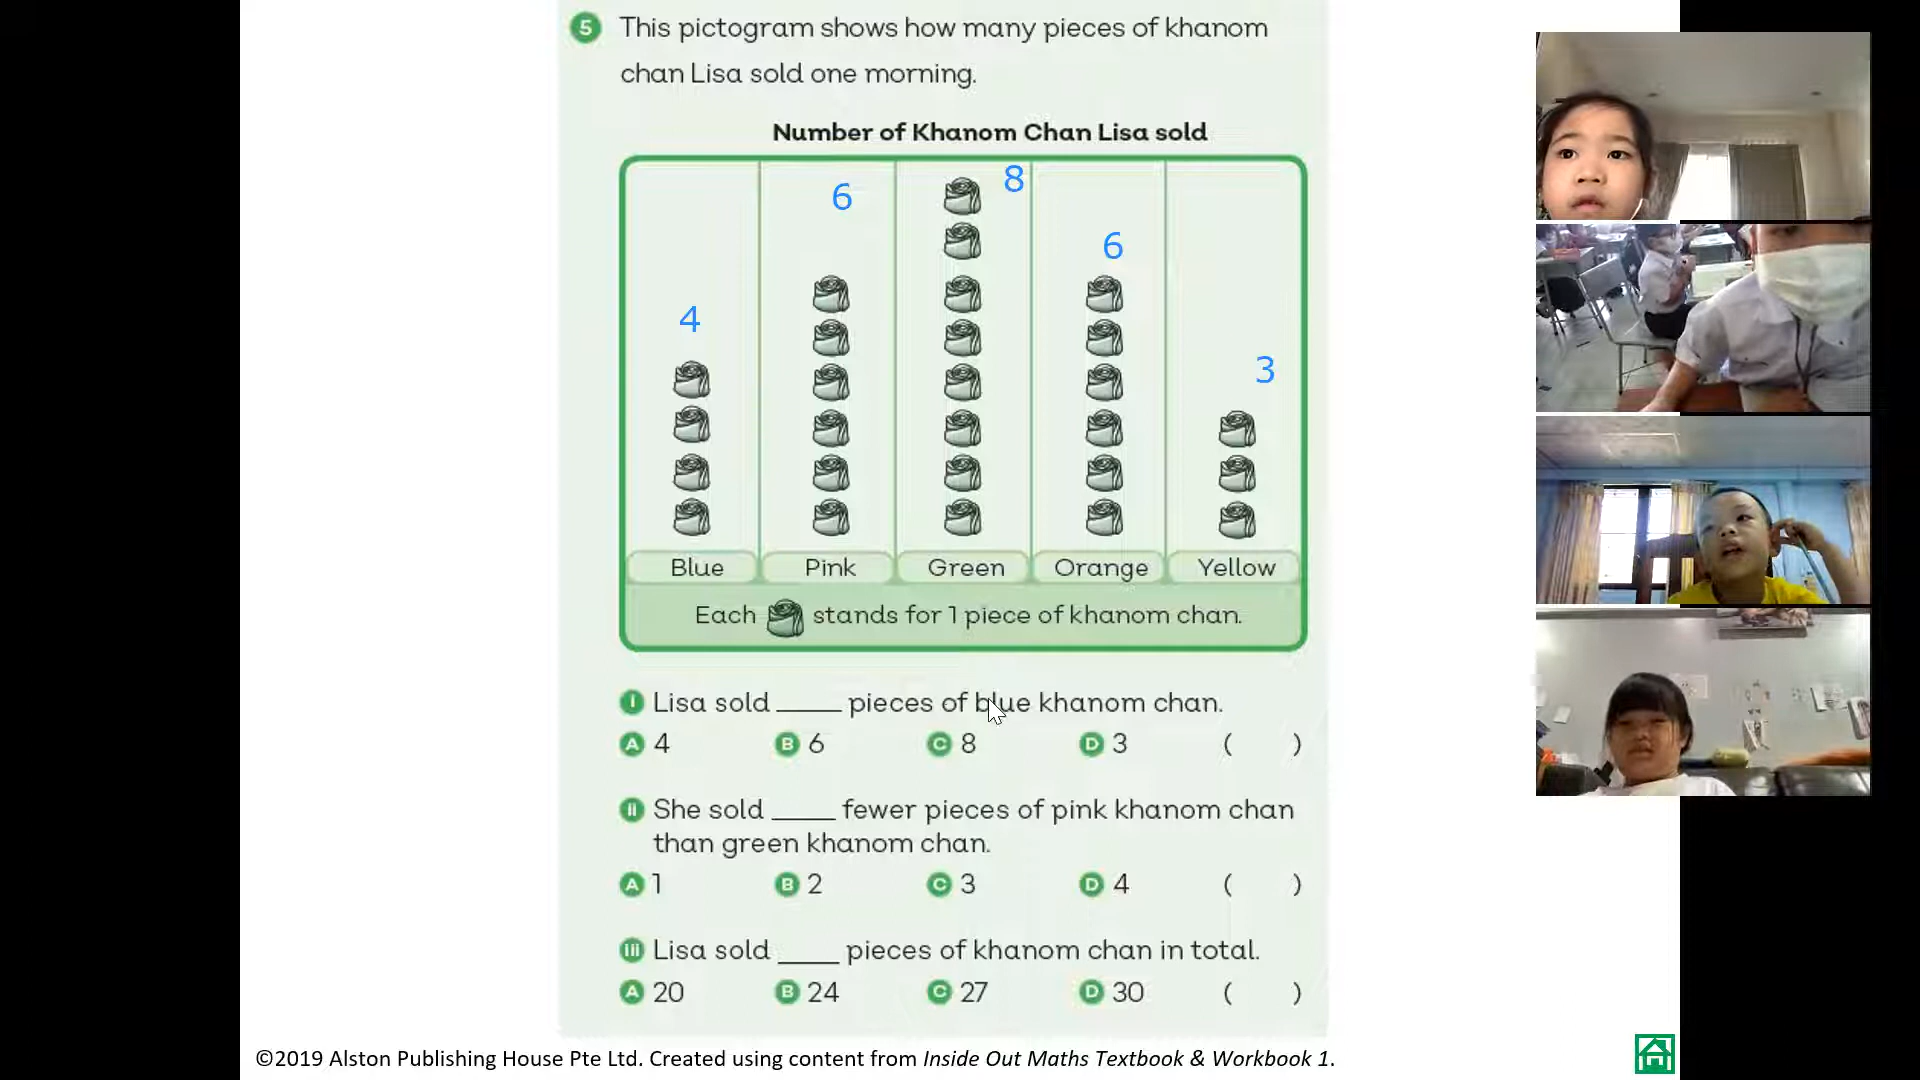 5 This pictogram shows how many pieces of khanom
chan Lisa sold one morning.
Number of Khanom Chan Lisa sold
4 6 8 6 3
Blue Pink Green Orange Yellow
Each stands for 1 piece of khanom chan.
i Lisa sold _____ pieces of blue khanom chan.
A 4 B 6 C 8 D 3 ( )
ii She sold _____ fewer pieces of pink khanom chan
than green khanom chan.
A 1 B 2 C 3 D 4 ( )
iii Lisa sold _____ pieces of khanom chan in total.
A 20 B 24 C 27 D 30 ( )
©2019 Alston Publishing House Pte Ltd. Created using content from Inside Out Maths Textbook & Workbook 1.